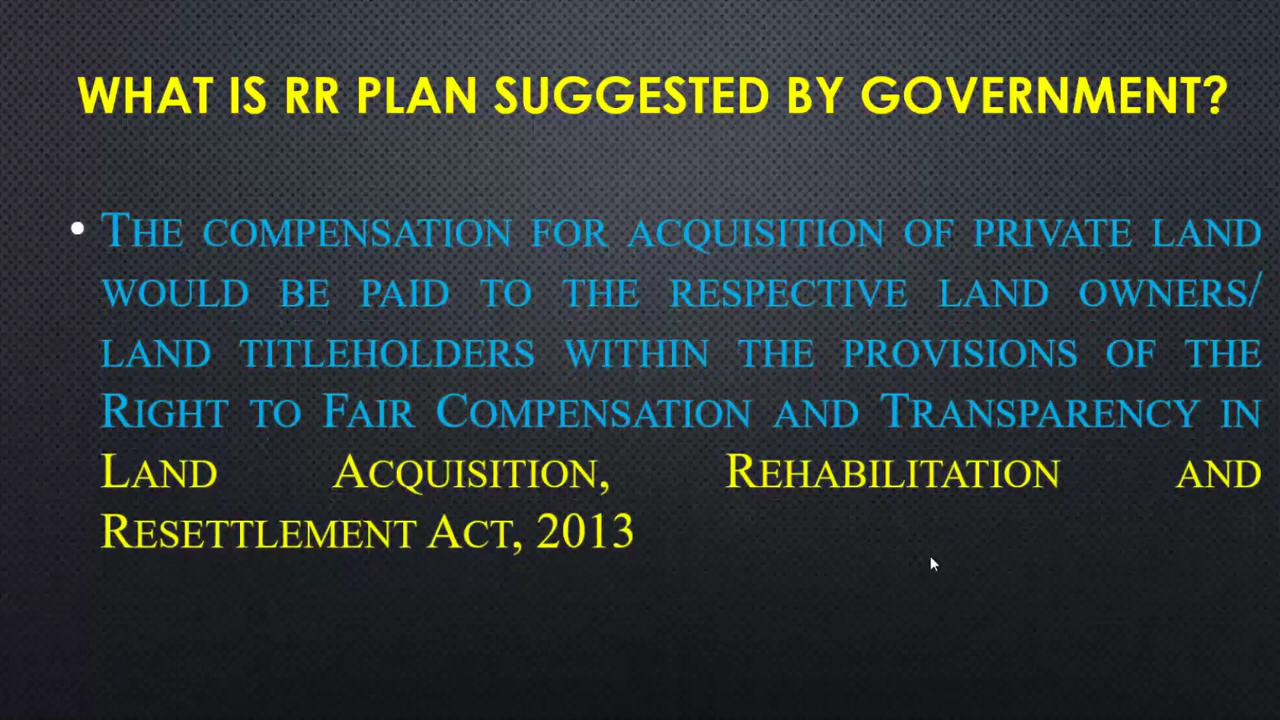 WHAT IS RR PLAN SUGGESTED BY GOVERNMENT?
• THE COMPENSATION FOR ACQUISITION OF PRIVATE LAND
WOULD BE PAID TO THE RESPECTIVE LAND OWNERS/
LAND TITLEHOLDERS WITHIN THE PROVISIONS OF THE
RIGHT TO FAIR COMPENSATION AND TRANSPARENCY IN
LAND ACQUISITION, REHABILITATION AND
RESETTLEMENT ACT, 2013